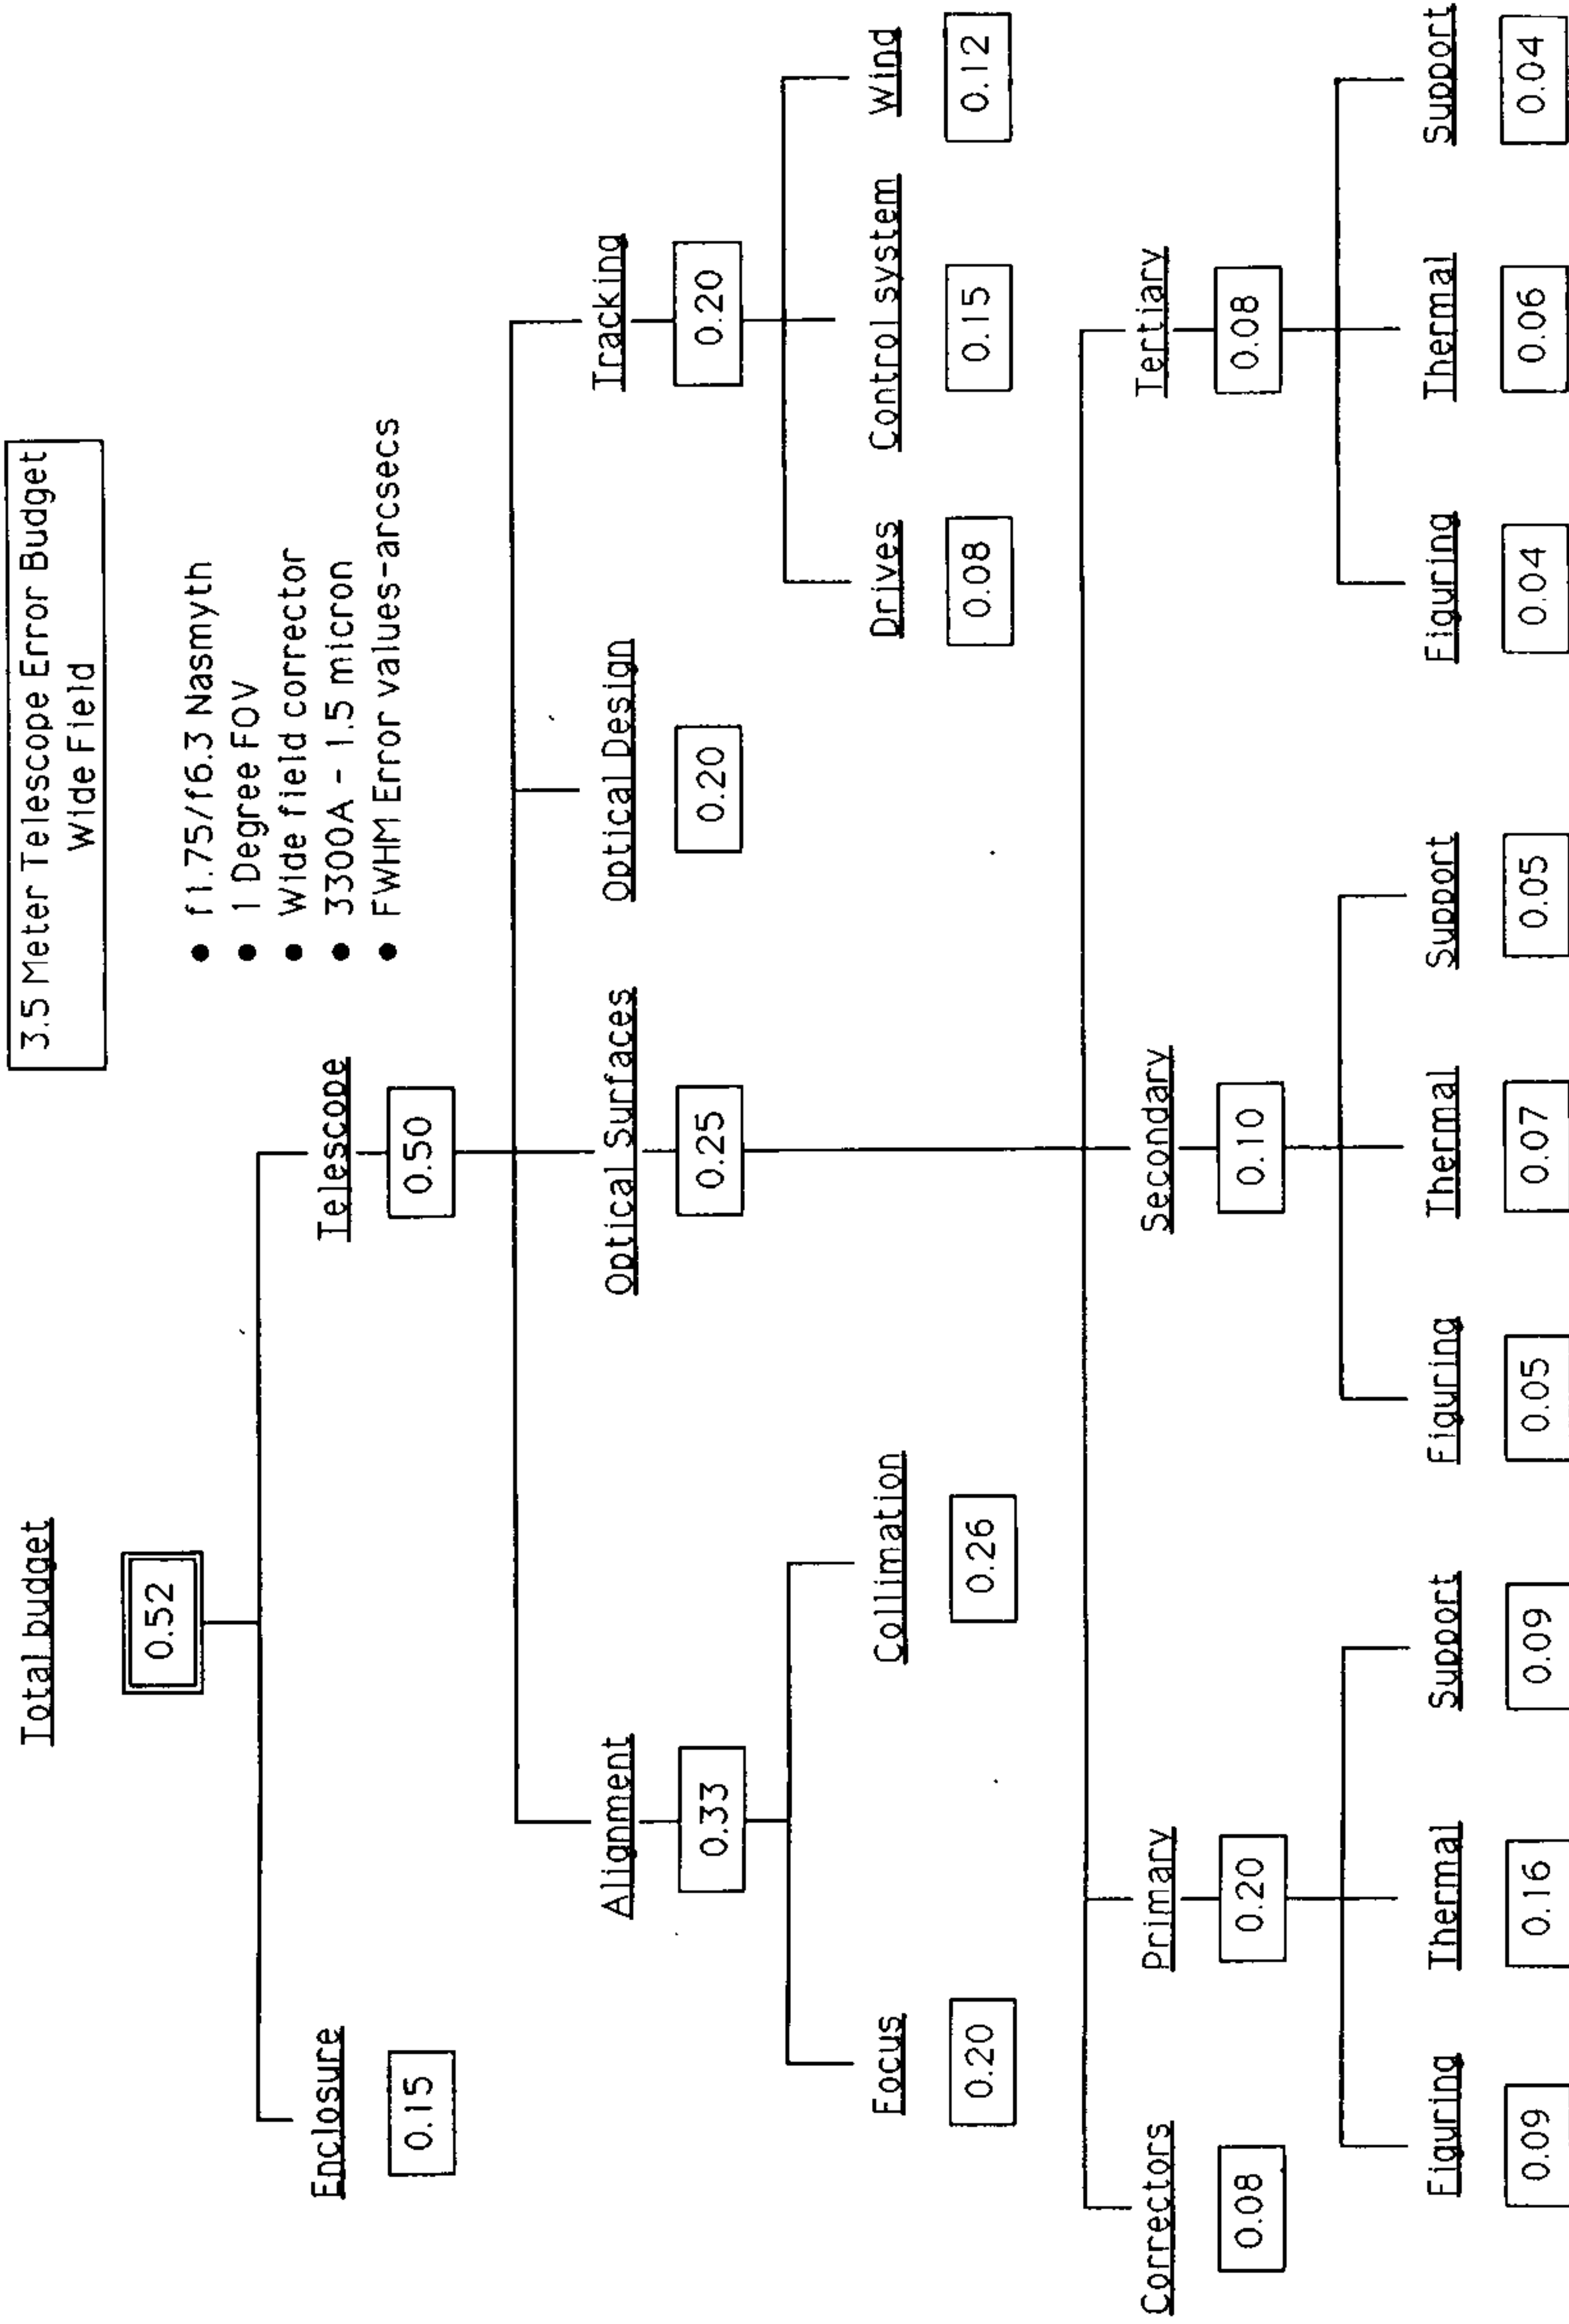 3.5 Meter Telescope Error Budget
Wide Field
Total budget
0.52
• f1.75/f6.3 Nasmyth
• 1 Degree FOV
• Wide field corrector
• 3300A - 1.5 micron
• FWHM Error values-arcsecs
Enclosure
0.15
Telescope
0.50
Alignment
0.33
Optical Surfaces
0.25
Optical Design
0.20
Tracking
0.20
Focus
0.20
Collimation
0.26
Drives
0.08
Control system
0.15
Wind
0.12
Correctors
0.08
Primary
0.20
Secondary
0.10
Tertiary
0.08
Figuring
0.09
Thermal
0.16
Support
0.09
Figuring
0.05
Thermal
0.07
Support
0.05
Figuring
0.04
Thermal
0.06
Support
0.04